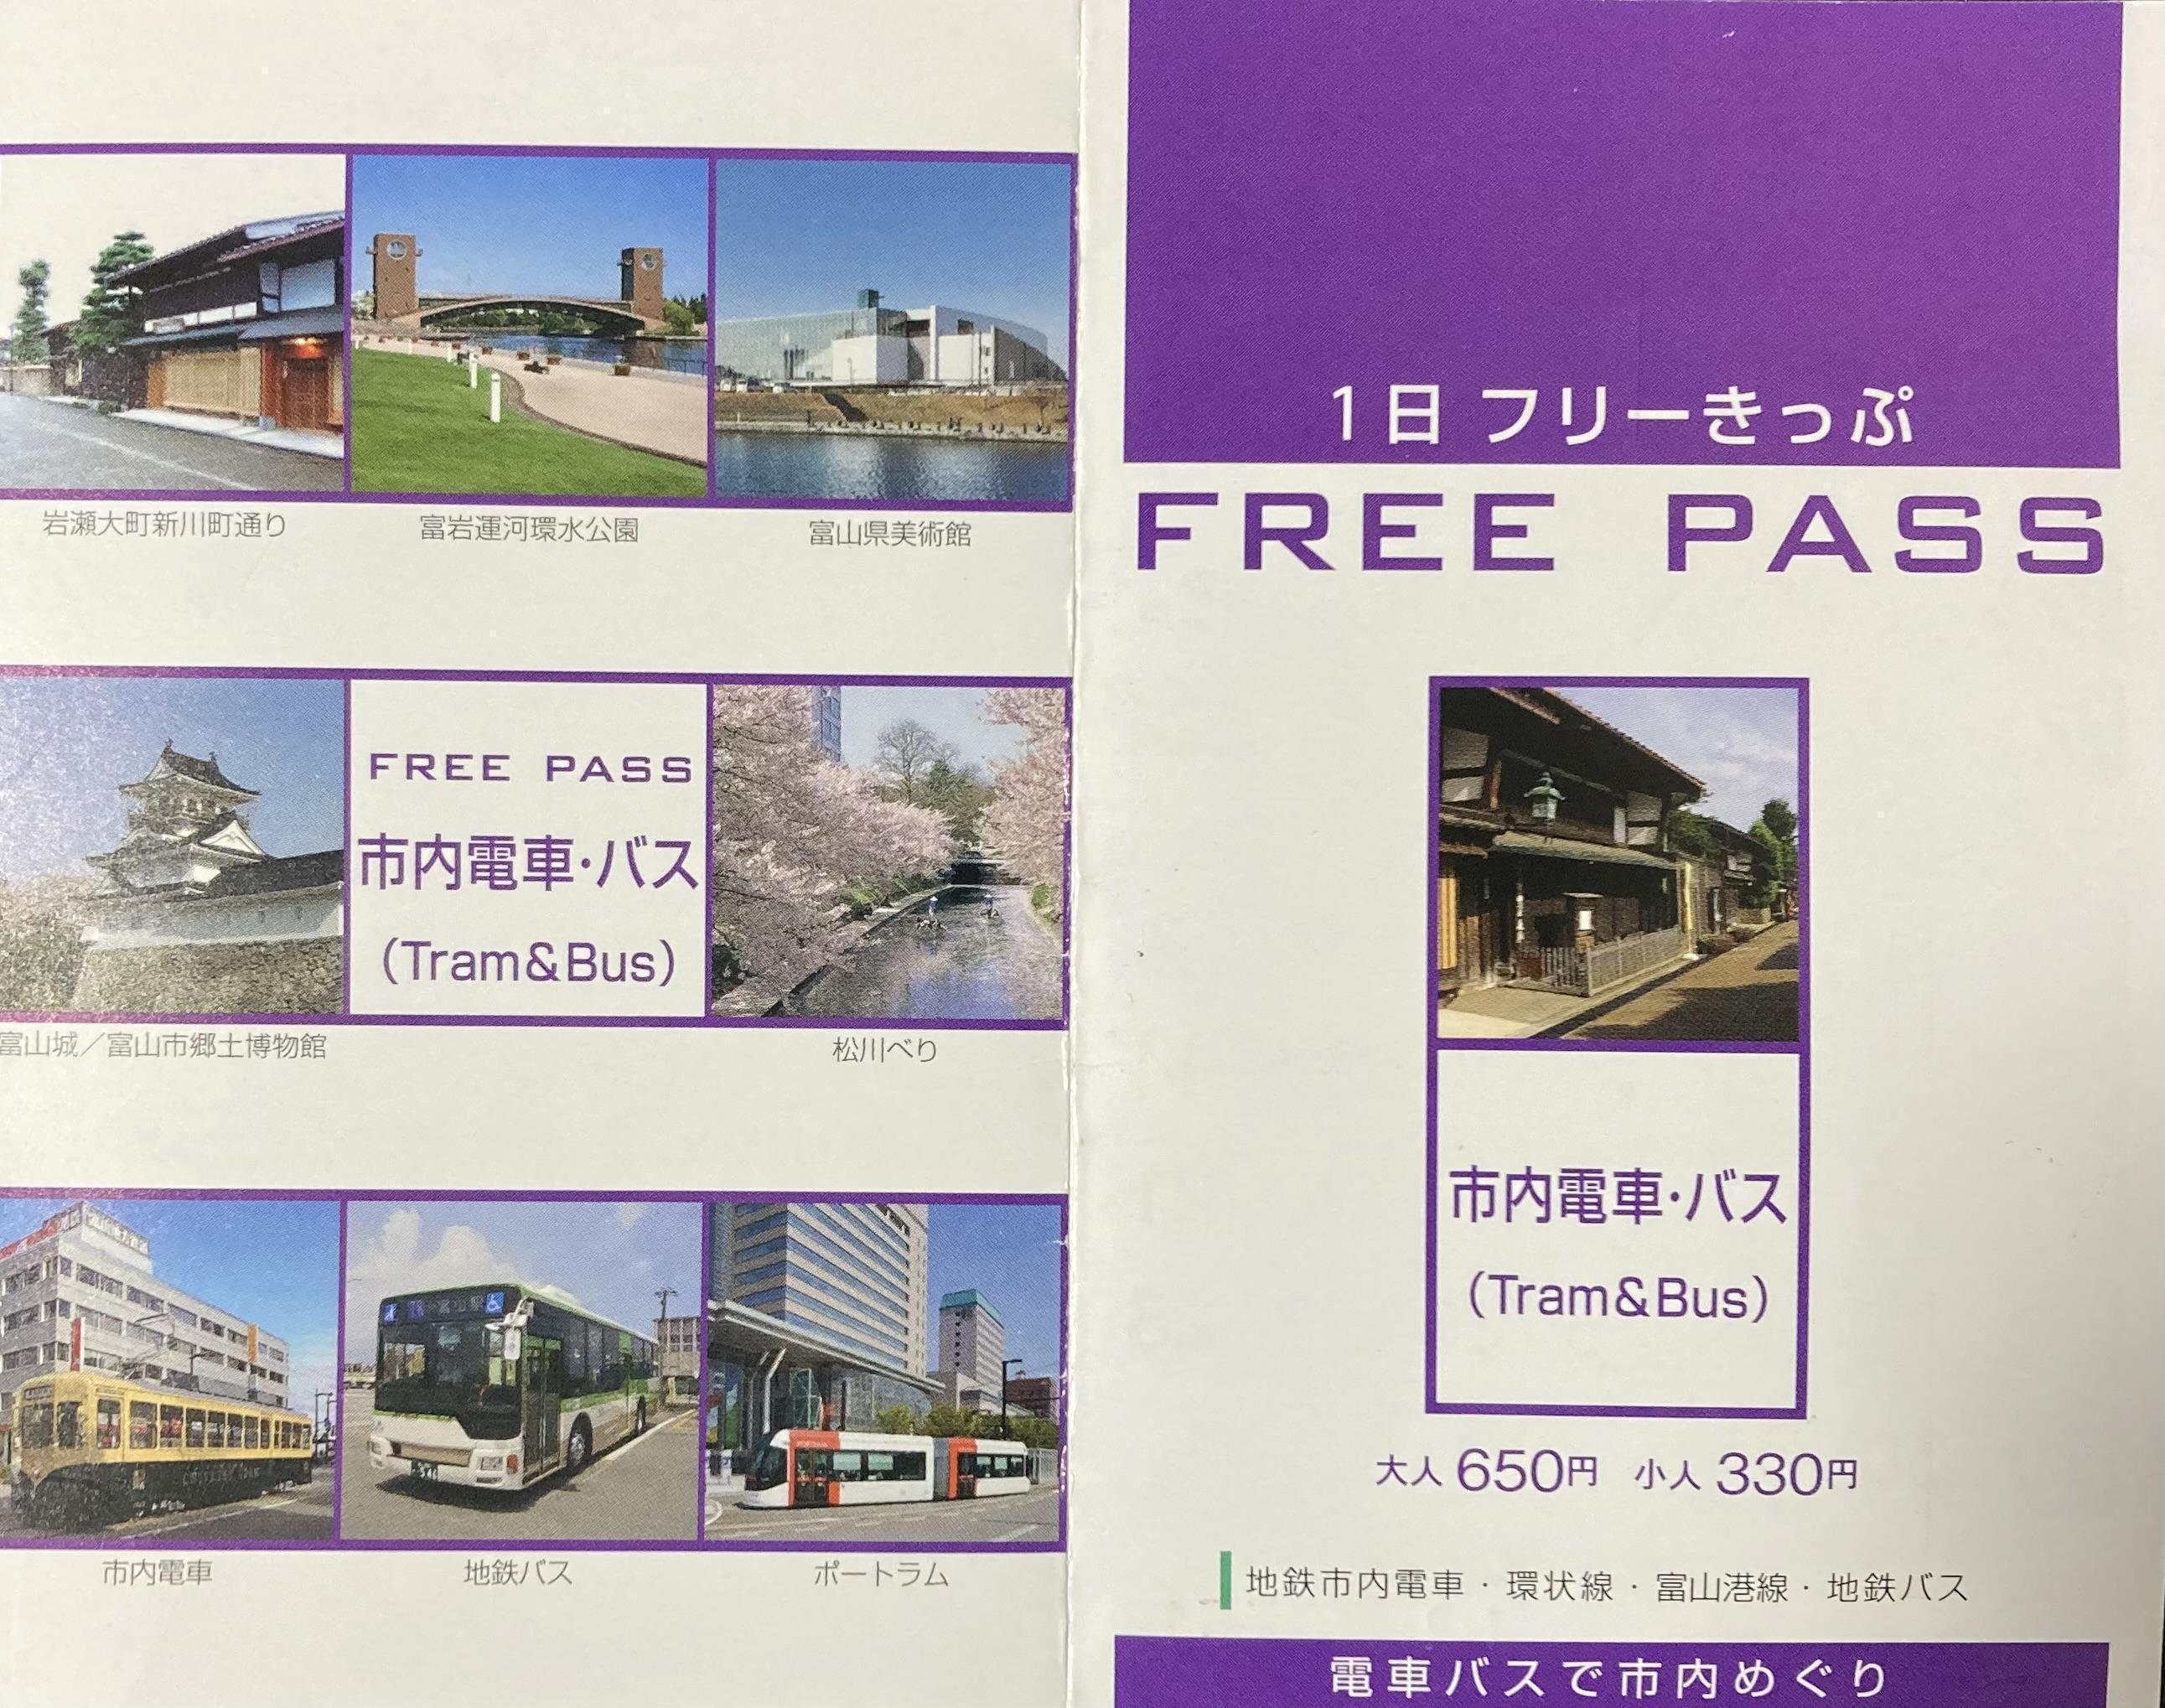 岩瀬大町新川町通り
富岩運河環水公園
富山県美術館
FREE PASS
市内電車・バス
(Tram&Bus)
富山城／富山市郷土博物館
松川べり
市内電車
地鉄バス
ポートラム
1日 フリーきっぷ
FREE PASS
市内電車・バス
(Tram&Bus)
大人 650円 小人 330円
地鉄市内電車・環状線・富山港線・地鉄バス
電車バスで市内めぐり